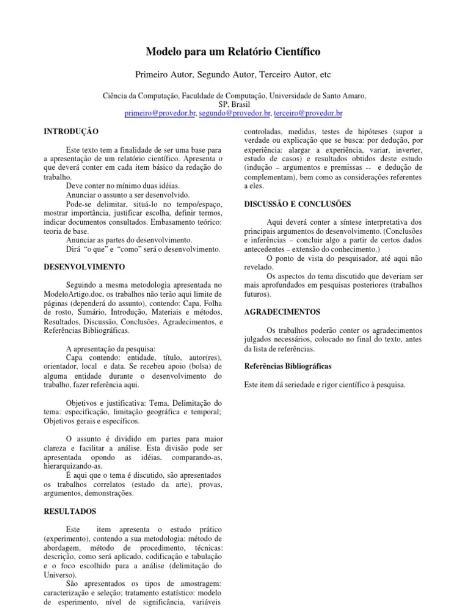 Modelo para um Relatório Científico
Primeiro Autor, Segundo Autor, Terceiro Autor, etc
Ciência da Computação, Faculdade de Computação, Universidade de Santo Amaro,
SP, Brasil
primeiro@provedor.br, segundo@provedor.br, terceiro@provedor.br
INTRODUÇÃO
Este texto tem a finalidade de ser uma base para
a apresentação de um relatório científico. Apresenta o
que deverá conter em cada item básico da redação do
trabalho.
Deve conter no mínimo duas idéias.
Anunciar o assunto a ser desenvolvido.
Pode-se delimitar, situá-lo no tempo/espaço,
mostrar importância, justificar escolha, definir termos,
indicar documentos consultados. Embasamento teórico:
teoria de base.
Anunciar as partes do desenvolvimento.
Dirá “o que” e “como” será o desenvolvimento.
DESENVOLVIMENTO
Seguindo a mesma metodologia apresentada no
ModeloArtigo.doc, os trabalhos não terão aqui limite de
páginas (dependerá do assunto), contendo: Capa, Folha
de rosto, Sumário, Introdução, Materiais e métodos,
Resultados, Discussão, Conclusões, Agradecimentos, e
Referências Bibliográficas.
A apresentação da pesquisa:
Capa contendo: entidade, título, autor(res),
orientador, local e data. Se recebeu apoio (bolsa) de
alguma entidade durante o desenvolvimento do
trabalho, fazer referência aqui.
Objetivos e justificativa: Tema, Delimitação do
tema: especificação, limitação geográfica e temporal;
Objetivos gerais e específicos.
O assunto é dividido em partes para maior
clareza e facilitar a análise. Esta divisão pode ser
apresentada opondo as idéias, comparando-as,
hierarquizando-as.
É aqui que o tema é discutido, são apresentados
os trabalhos correlatos (estado da arte), provas,
argumentos, demonstrações.
RESULTADOS
Este item apresenta o estudo prático
(experimento), contendo a sua metodologia: método de
abordagem, método de procedimento, técnicas:
descrição, como será aplicado, codificação e tabulação
e o foco escolhido para a análise (delimitação do
Universo).
São apresentados os tipos de amostragem:
caracterização e seleção; tratamento estatístico: modelo
de esperimento, nível de significância, variáveis
controladas, medidas, testes de hipóteses (supor a
verdade ou explicação que se busca: por dedução, por
experiência: alargar a experiência, variar, inverter,
estudo de casos) e resultados obtidos deste estudo
(indução – argumentos e premissas -- e dedução de
complementam), bem como as considerações referentes
a eles.
DISCUSSÃO E CONCLUSÕES
Aqui deverá conter a síntese interpretativa dos
principais argumentos do desenvolvimento. (Conclusões
e inferências – concluir algo a partir de certos dados
antecedentes – extensão do conhecimento.)
O ponto de vista do pesquisador, até aqui não
revelado.
Os aspectos do tema discutido que deveriam ser
mais aprofundados em pesquisas posteriores (trabalhos
futuros).
AGRADECIMENTOS
Os trabalhos poderão conter os agradecimentos
julgados necessários, colocado no final do texto, antes
da lista de referências.
Referências Bibliográficas
Este item dá seriedade e rigor científico à pesquisa.